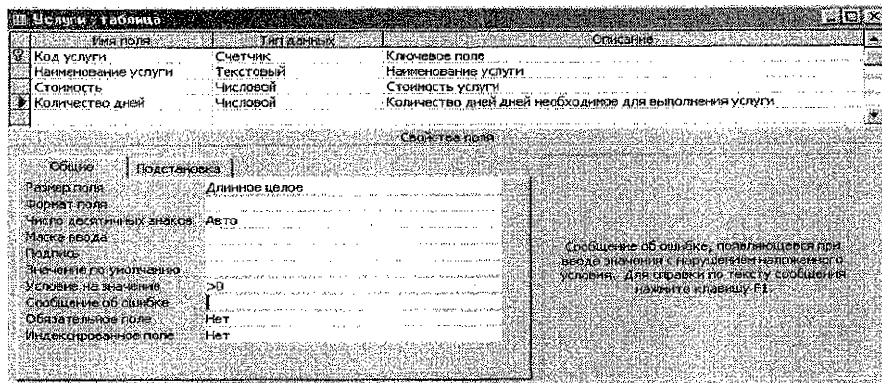 Услуги : таблица
Имя поля Тип данных Описание
Код услуги Счетчик Ключевое поле
Наименование услуги Текстовый Наименование услуги
Стоимость Числовой Стоимость услуги
Количество дней Числовой Количество дней дней необходимое для выполнения услуги
Свойства поля
Общие Подстановка
Размер поля Длинное целое
Формат поля
Число десятичных знаков Авто
Маска ввода
Подпись
Значение по умолчанию
Условие на значение >0
Сообщение об ошибке
Обязательное поле Нет
Индексированное поле Нет
Сообщение об ошибке, появляющееся при
вводе значения с нарушением наложенного
условия. Для справки по тексту сообщения
нажмите клавишу F1.